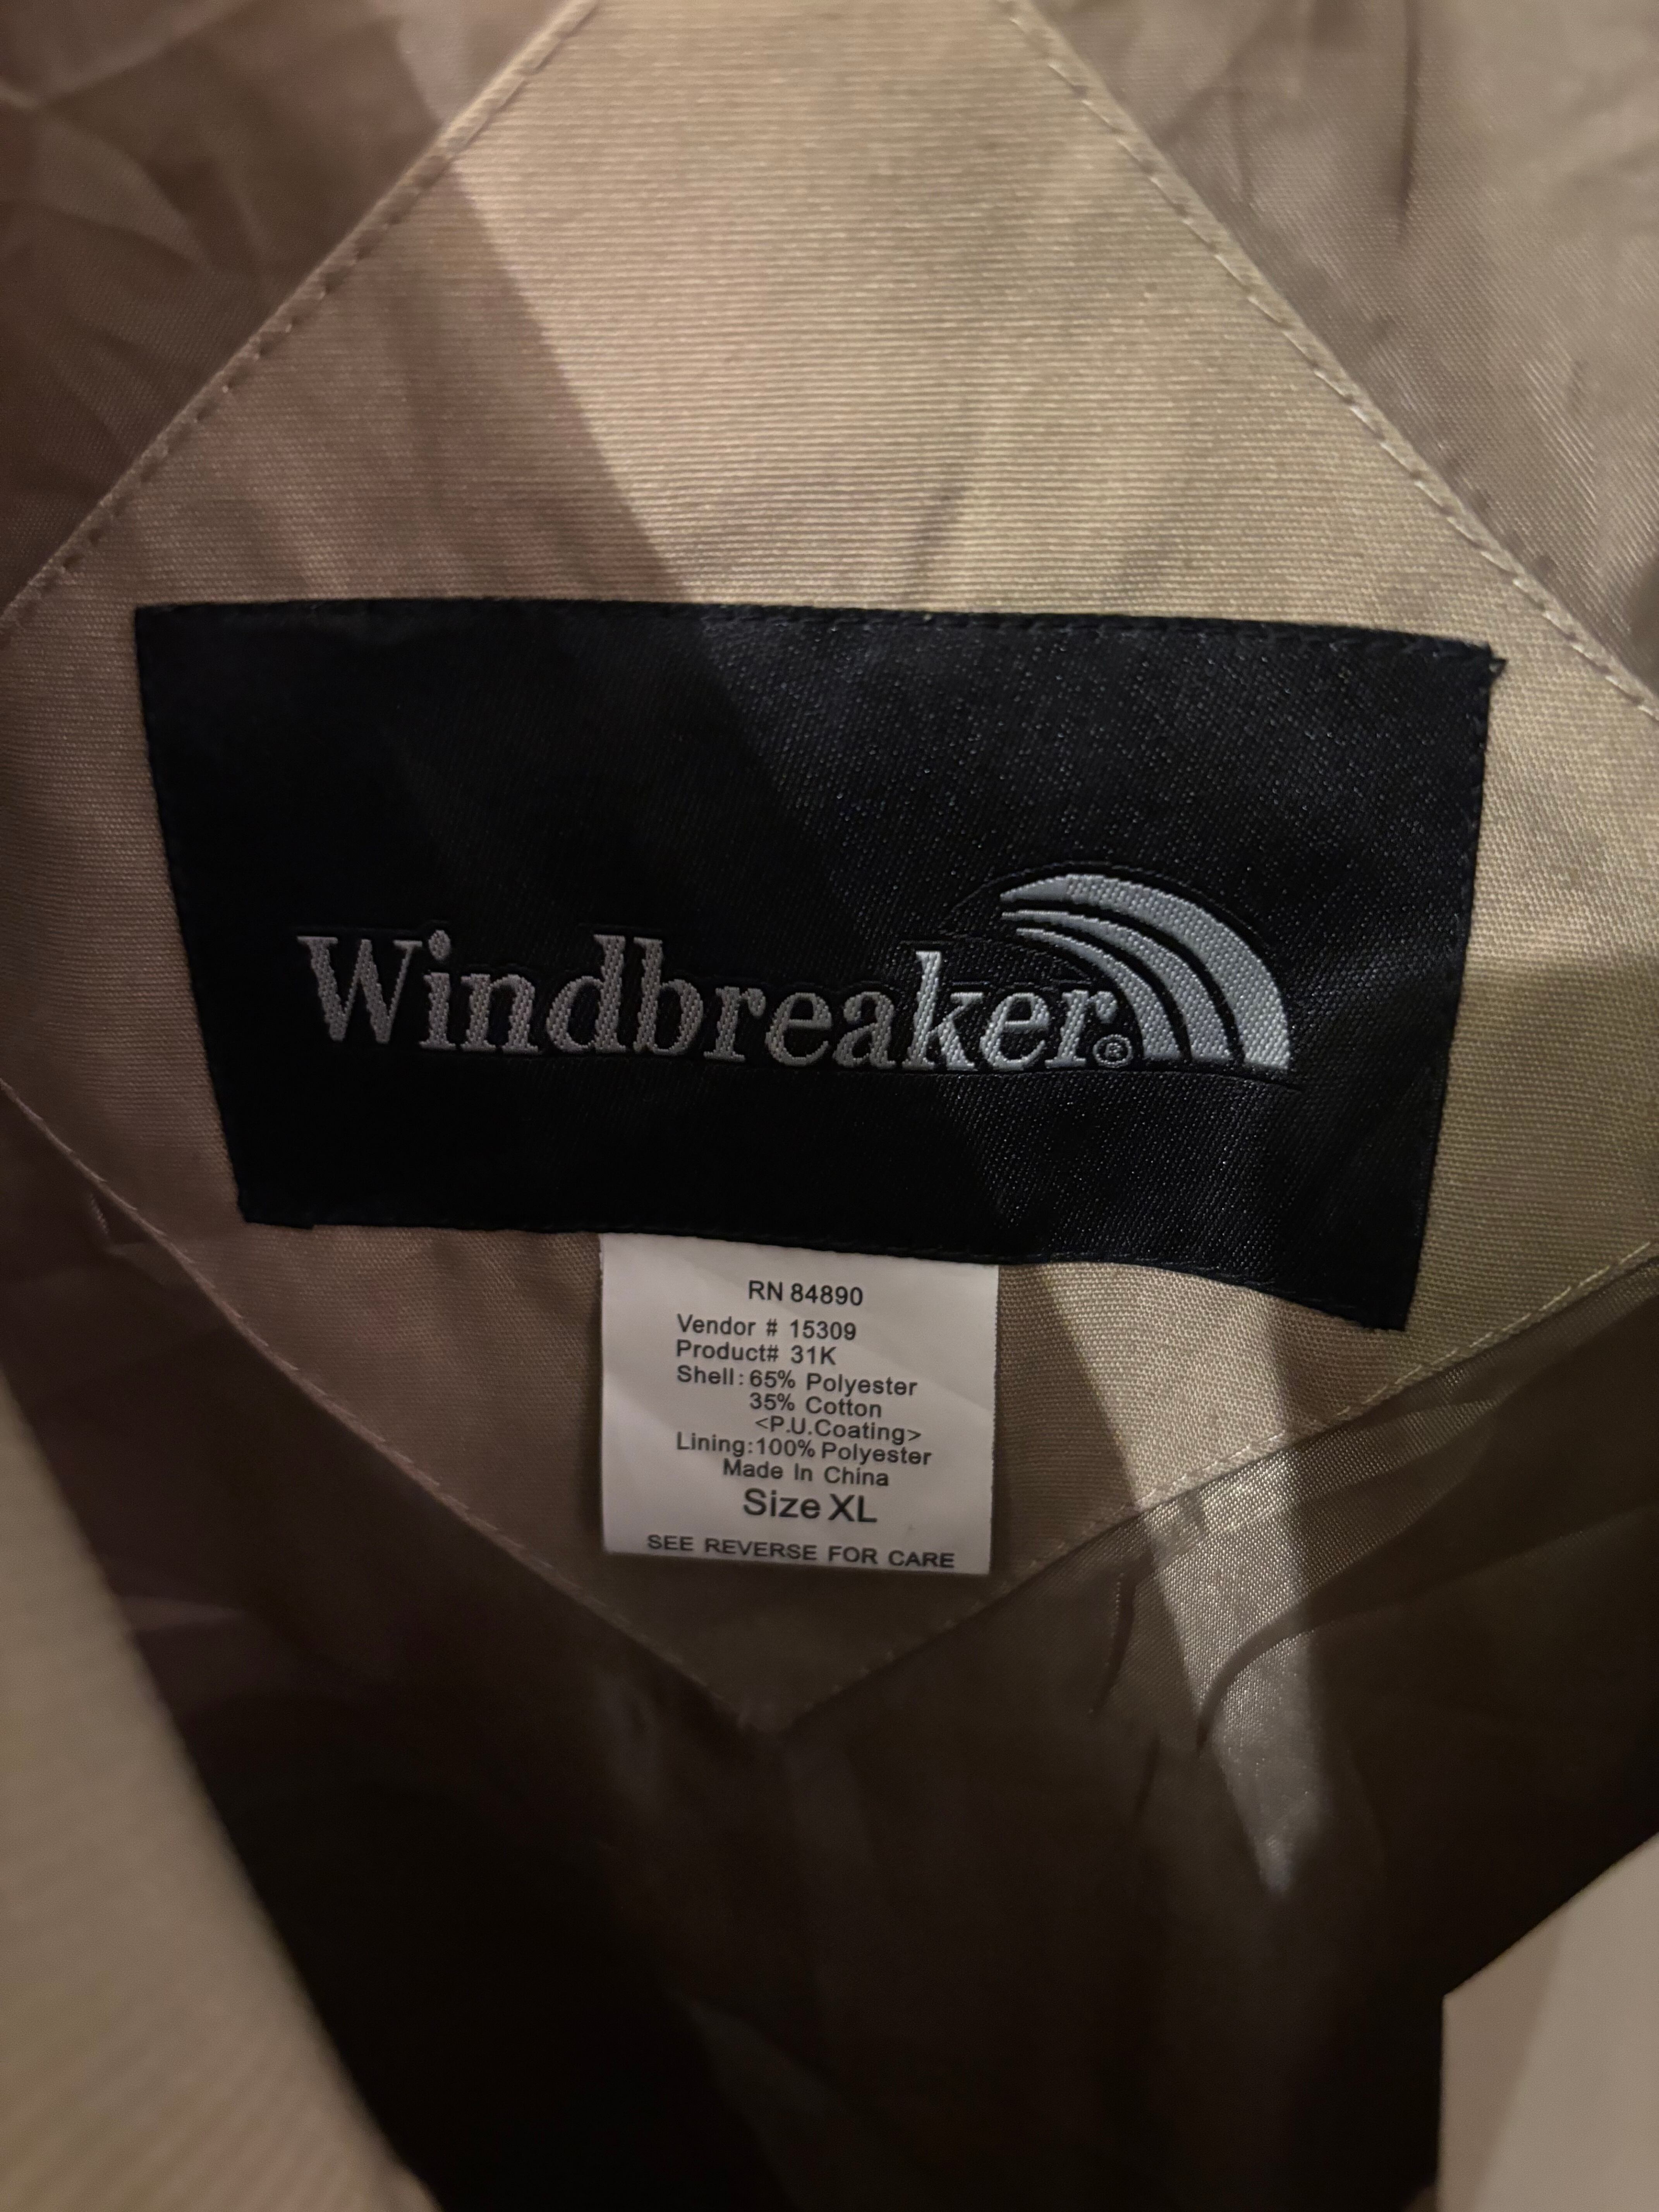 Windbreaker®
RN 84890
Vendor # 15309
Product# 31K
Shell: 65% Polyester
35% Cotton
<P.U.Coating>
Lining:100% Polyester
Made In China
Size XL
SEE REVERSE FOR CARE